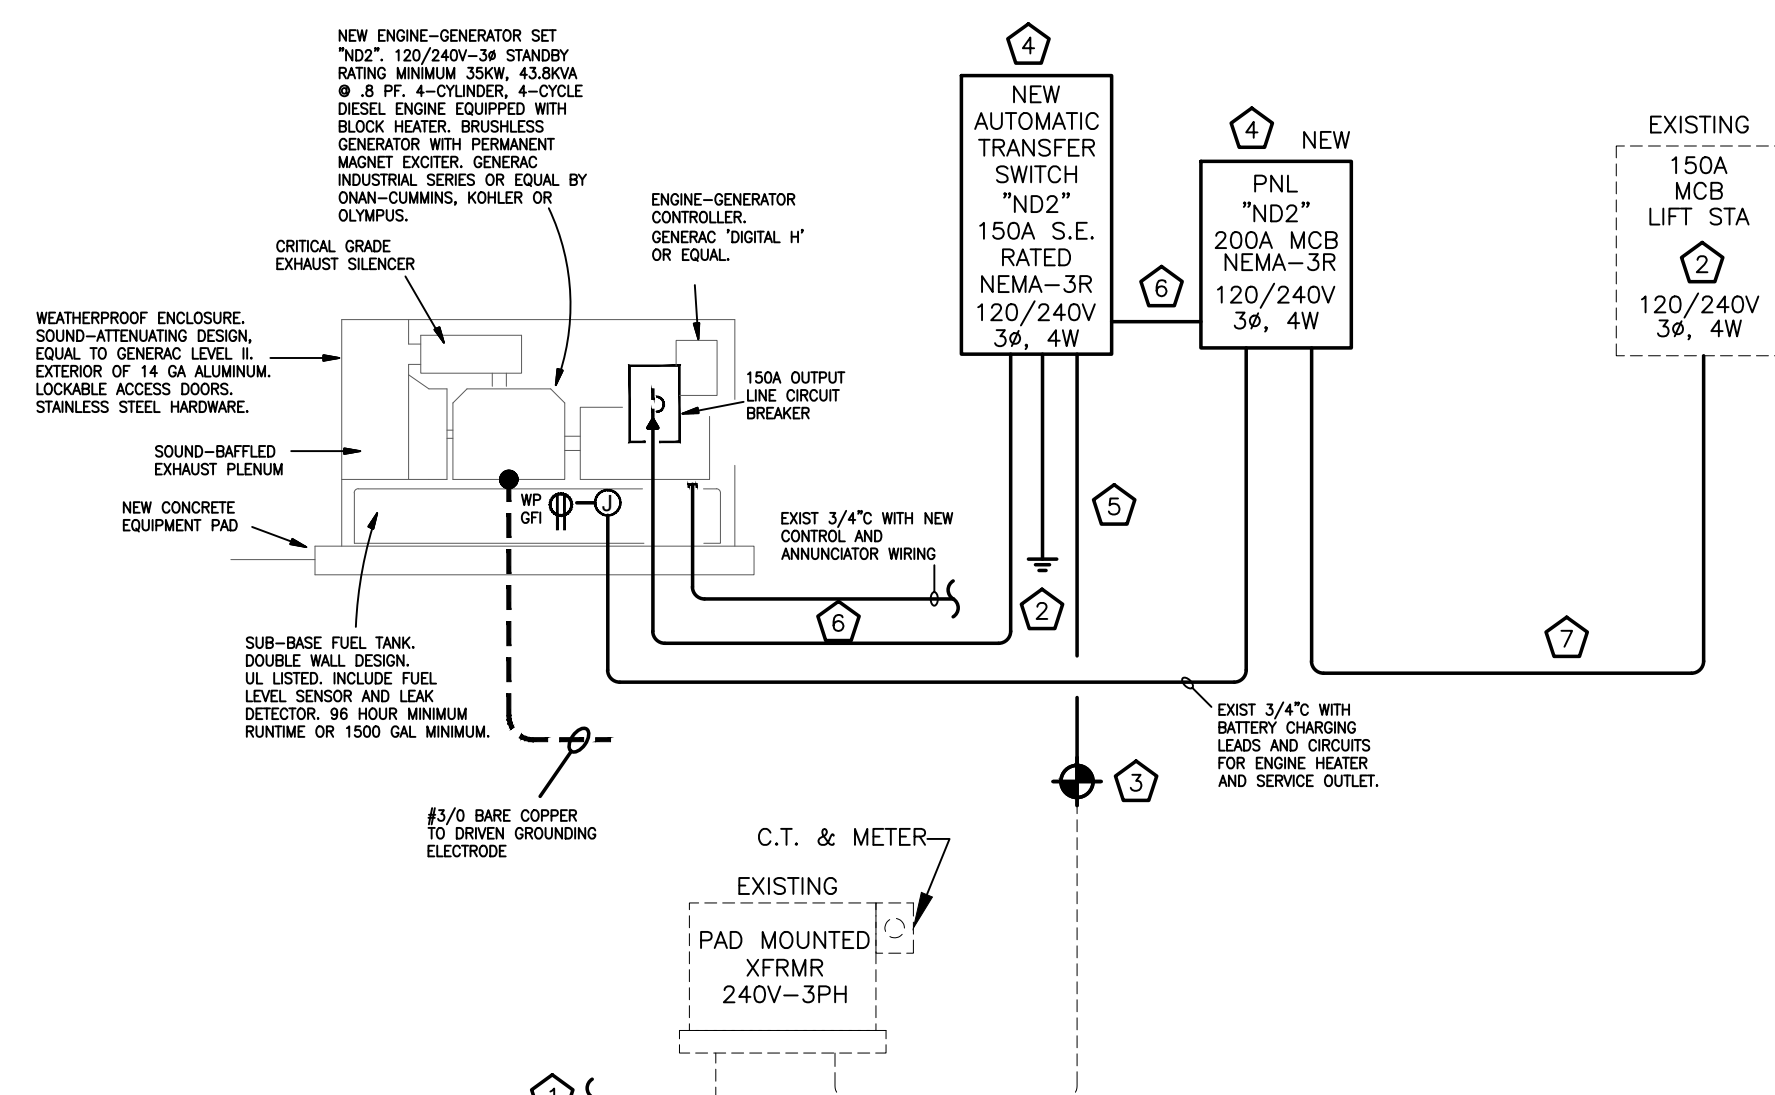 NEW ENGINE-GENERATOR SET
"ND2". 120/240V-3ø STANDBY
RATING MINIMUM 35KW, 43.8KVA
@ .8 PF. 4-CYLINDER, 4-CYCLE
DIESEL ENGINE EQUIPPED WITH
BLOCK HEATER. BRUSHLESS
GENERATOR WITH PERMANENT
MAGNET EXCITER. GENERAC
INDUSTRIAL SERIES OR EQUAL BY
ONAN-CUMMINS, KOHLER OR
OLYMPUS.
CRITICAL GRADE
EXHAUST SILENCER
ENGINE-GENERATOR
CONTROLLER.
GENERAC 'DIGITAL H'
OR EQUAL.
WEATHERPROOF ENCLOSURE.
SOUND-ATTENUATING DESIGN,
EQUAL TO GENERAC LEVEL II.
EXTERIOR OF 14 GA ALUMINUM.
LOCKABLE ACCESS DOORS.
STAINLESS STEEL HARDWARE.
150A OUTPUT
LINE CIRCUIT
BREAKER
SOUND-BAFFLED
EXHAUST PLENUM
NEW CONCRETE
EQUIPMENT PAD
WP
GFI
J
EXIST 3/4"C WITH NEW
CONTROL AND
ANNUNCIATOR WIRING
6
SUB-BASE FUEL TANK.
DOUBLE WALL DESIGN.
UL LISTED. INCLUDE FUEL
LEVEL SENSOR AND LEAK
DETECTOR. 96 HOUR MINIMUM
RUNTIME OR 1500 GAL MINIMUM.
#3/0 BARE COPPER
TO DRIVEN GROUNDING
ELECTRODE
4
NEW
AUTOMATIC
TRANSFER
SWITCH
"ND2"
150A S.E.
RATED
NEMA-3R
120/240V
3ø, 4W
6
4
NEW
PNL
"ND2"
200A MCB
NEMA-3R
120/240V
3ø, 4W
EXISTING
150A
MCB
LIFT STA
2
120/240V
3ø, 4W
5
2
7
EXIST 3/4"C WITH
BATTERY CHARGING
LEADS AND CIRCUITS
FOR ENGINE HEATER
AND SERVICE OUTLET.
3
C.T. & METER
EXISTING
PAD MOUNTED
XFRMR
240V-3PH
1